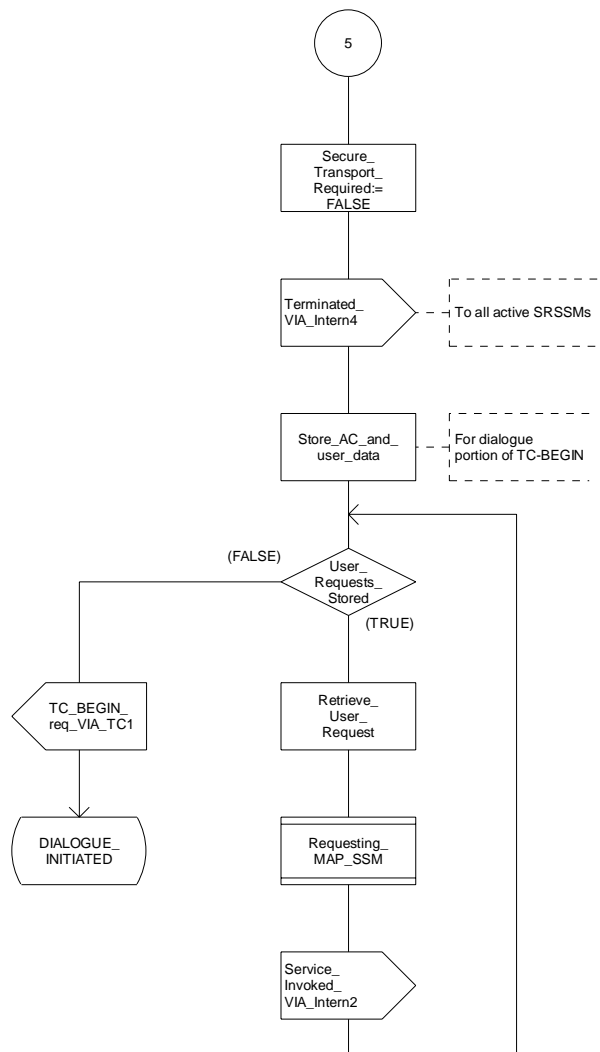 5
Secure_
Transport_
Required:=
FALSE
Terminated_
VIA_Intern4
To all active SRSSMs
Store_AC_and_
user_data
For dialogue
portion of TC-BEGIN
(FALSE)
User_
Requests_
Stored
(TRUE)
TC_BEGIN_
req_VIA_TC1
Retrieve_
User_
Request
DIALOGUE_
INITIATED
Requesting_
MAP_SSM
Service_
Invoked_
VIA_Intern2